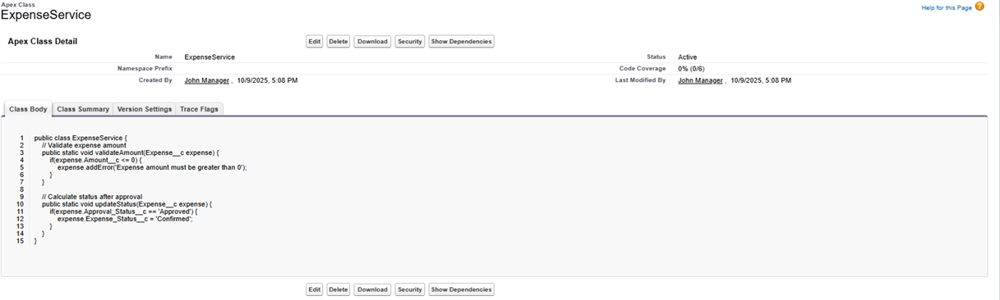 Apex Class
ExpenseService
Help for this Page ?
Apex Class Detail
Edit Delete Download Security Show Dependencies
Name ExpenseService Status Active
Namespace Prefix Code Coverage 0% (0/6)
Created By John Manager , 10/9/2025, 5:08 PM Last Modified By John Manager , 10/9/2025, 5:08 PM
Class Body Class Summary Version Settings Trace Flags
1 public class ExpenseService {
2 // Validate expense amount
3 public static void validateAmount(Expense__c expense) {
4 if(expense.Amount__c <= 0) {
5 expense.addError('Expense amount must be greater than 0');
6 }
7 }
8
9 // Calculate status after approval
10 public static void updateStatus(Expense__c expense) {
11 if(expense.Approval_Status__c == 'Approved') {
12 expense.Expense_Status__c = 'Confirmed';
13 }
14 }
15 }
Edit Delete Download Security Show Dependencies